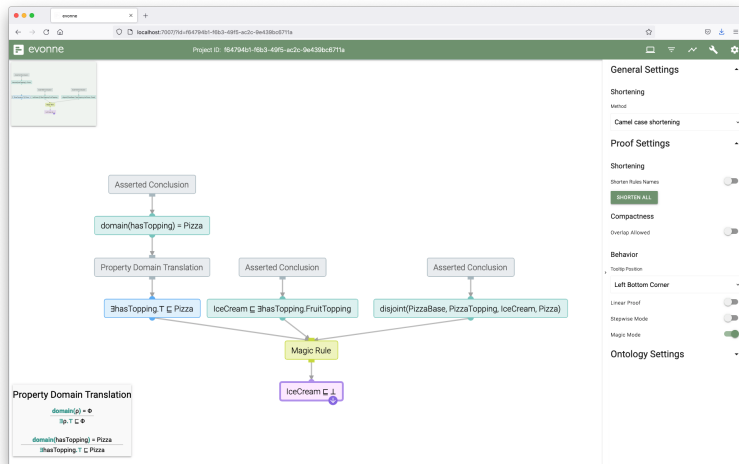 evonne
localhost:7007/?id=f64794b1-f6b3-49f5-ac2c-9e439bc6711a
evonne
Project ID: f64794b1-f6b3-49f5-ac2c-9e439bc6711a
General Settings
Shortening
Method
Camel case shortening
Proof Settings
Shortening
Shorten Rules Names
SHORTEN ALL
Compactness
Overlap Allowed
Behavior
Tooltip Position
Left Bottom Corner
Linear Proof
Stepwise Mode
Magic Mode
Ontology Settings
Asserted Conclusion
domain(hasTopping) = Pizza
Property Domain Translation
Asserted Conclusion
Asserted Conclusion
∃hasTopping.⊤ ⊑ Pizza
IceCream ⊑ ∃hasTopping.FruitTopping
disjoint(PizzaBase, PizzaTopping, IceCream, Pizza)
Magic Rule
IceCream ⊑ ⊥
Property Domain Translation
domain(ρ) = Φ
∃ρ.⊤ ⊑ Φ
domain(hasTopping) = Pizza
∃hasTopping.⊤ ⊑ Pizza